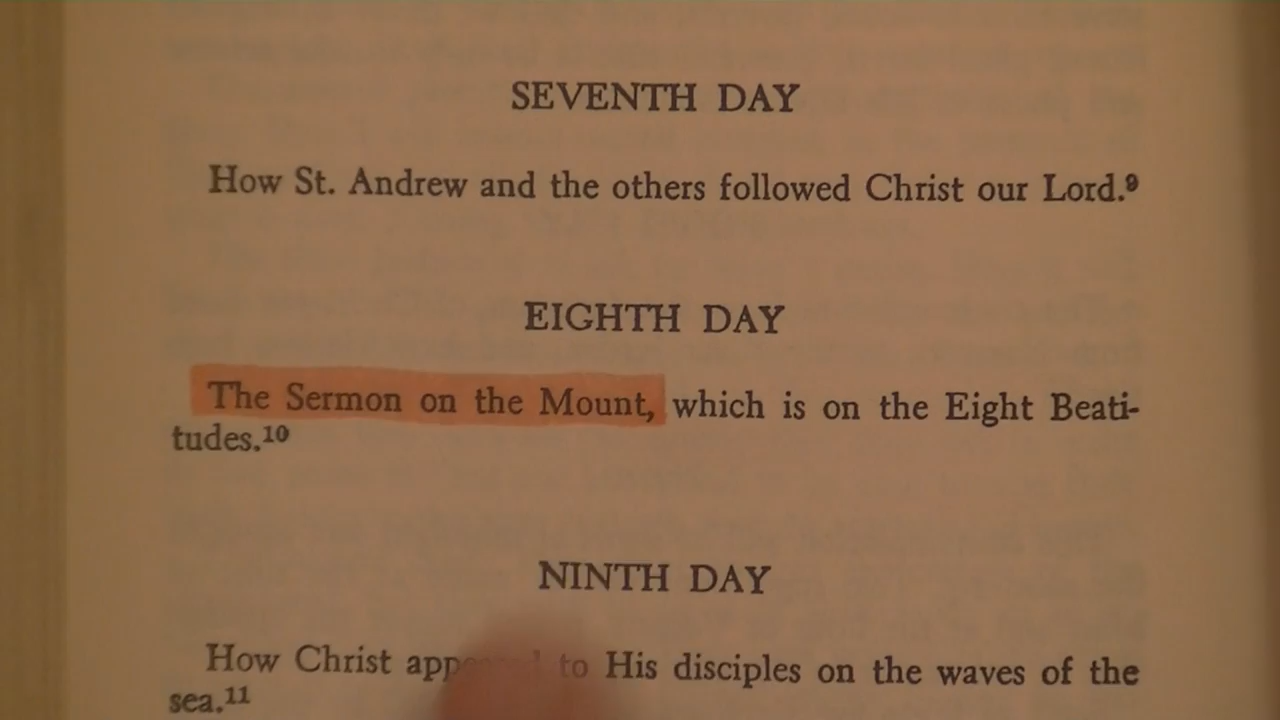 SEVENTH DAY
How St. Andrew and the others followed Christ our Lord.⁹
EIGHTH DAY
The Sermon on the Mount, which is on the Eight Beati-
tudes.¹⁰
NINTH DAY
How Christ to His disciples on the waves of the
sea.¹¹